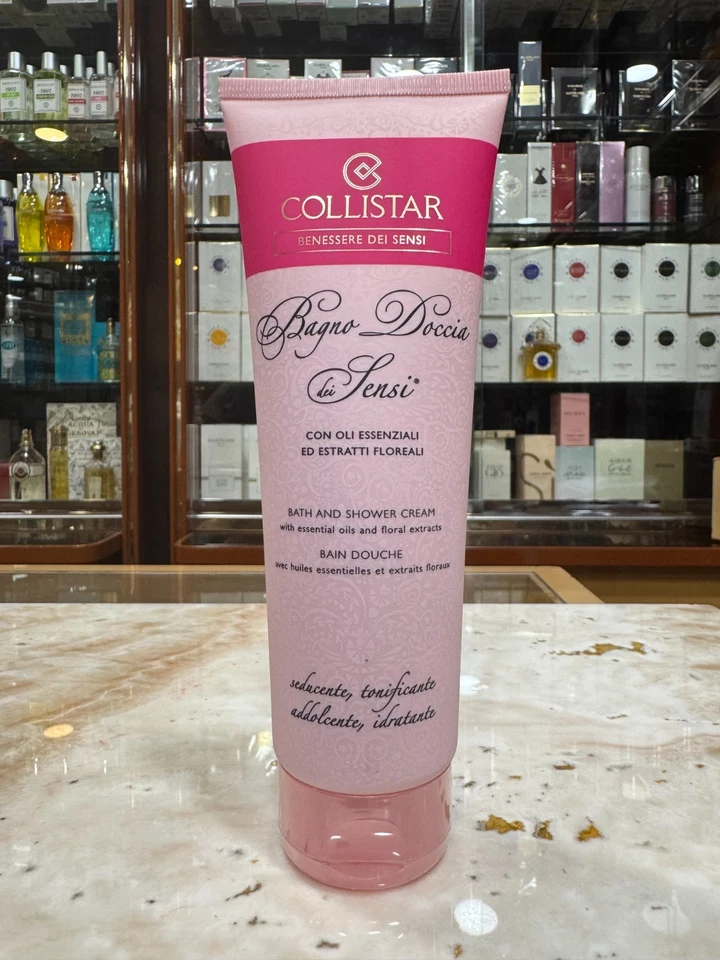 COLLISTAR
BENESSERE DEI SENSI
Bagno Doccia
dei Sensi®
CON OLI ESSENZIALI
ED ESTRATTI FLOREALI
BATH AND SHOWER CREAM
with essential oils and floral extracts
BAIN DOUCHE
avec huiles essentielles et extraits floraux
seducente, tonificante
addolcente, idratante